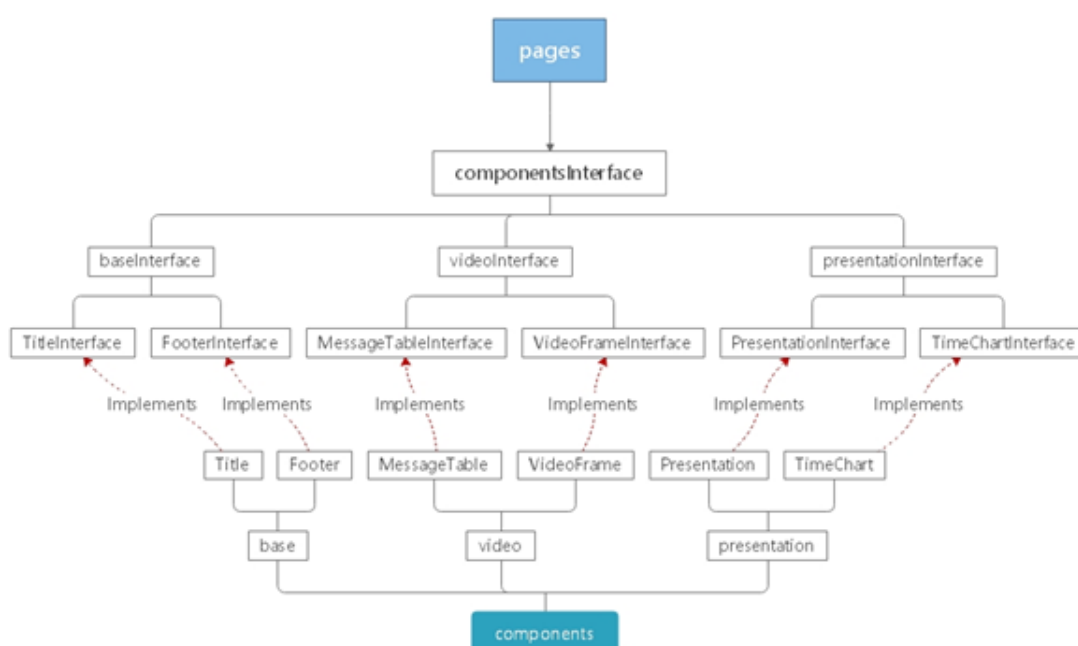 pages
componentsInterface
baseInterface videoInterface presentationInterface
TitleInterface FooterInterface MessageTableInterface VideoFrameInterface PresentationInterface TimeChartInterface
Implements Implements Implements Implements Implements Implements
Title Footer MessageTable VideoFrame Presentation TimeChart
base video presentation
components